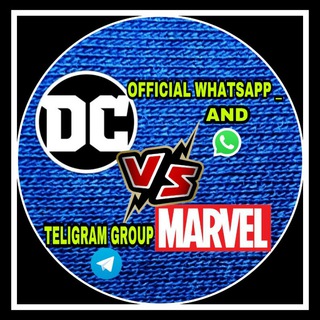 DC
OFFICIAL WHATSAPP _
AND
VS
TELIGRAM GROUP
MARVEL